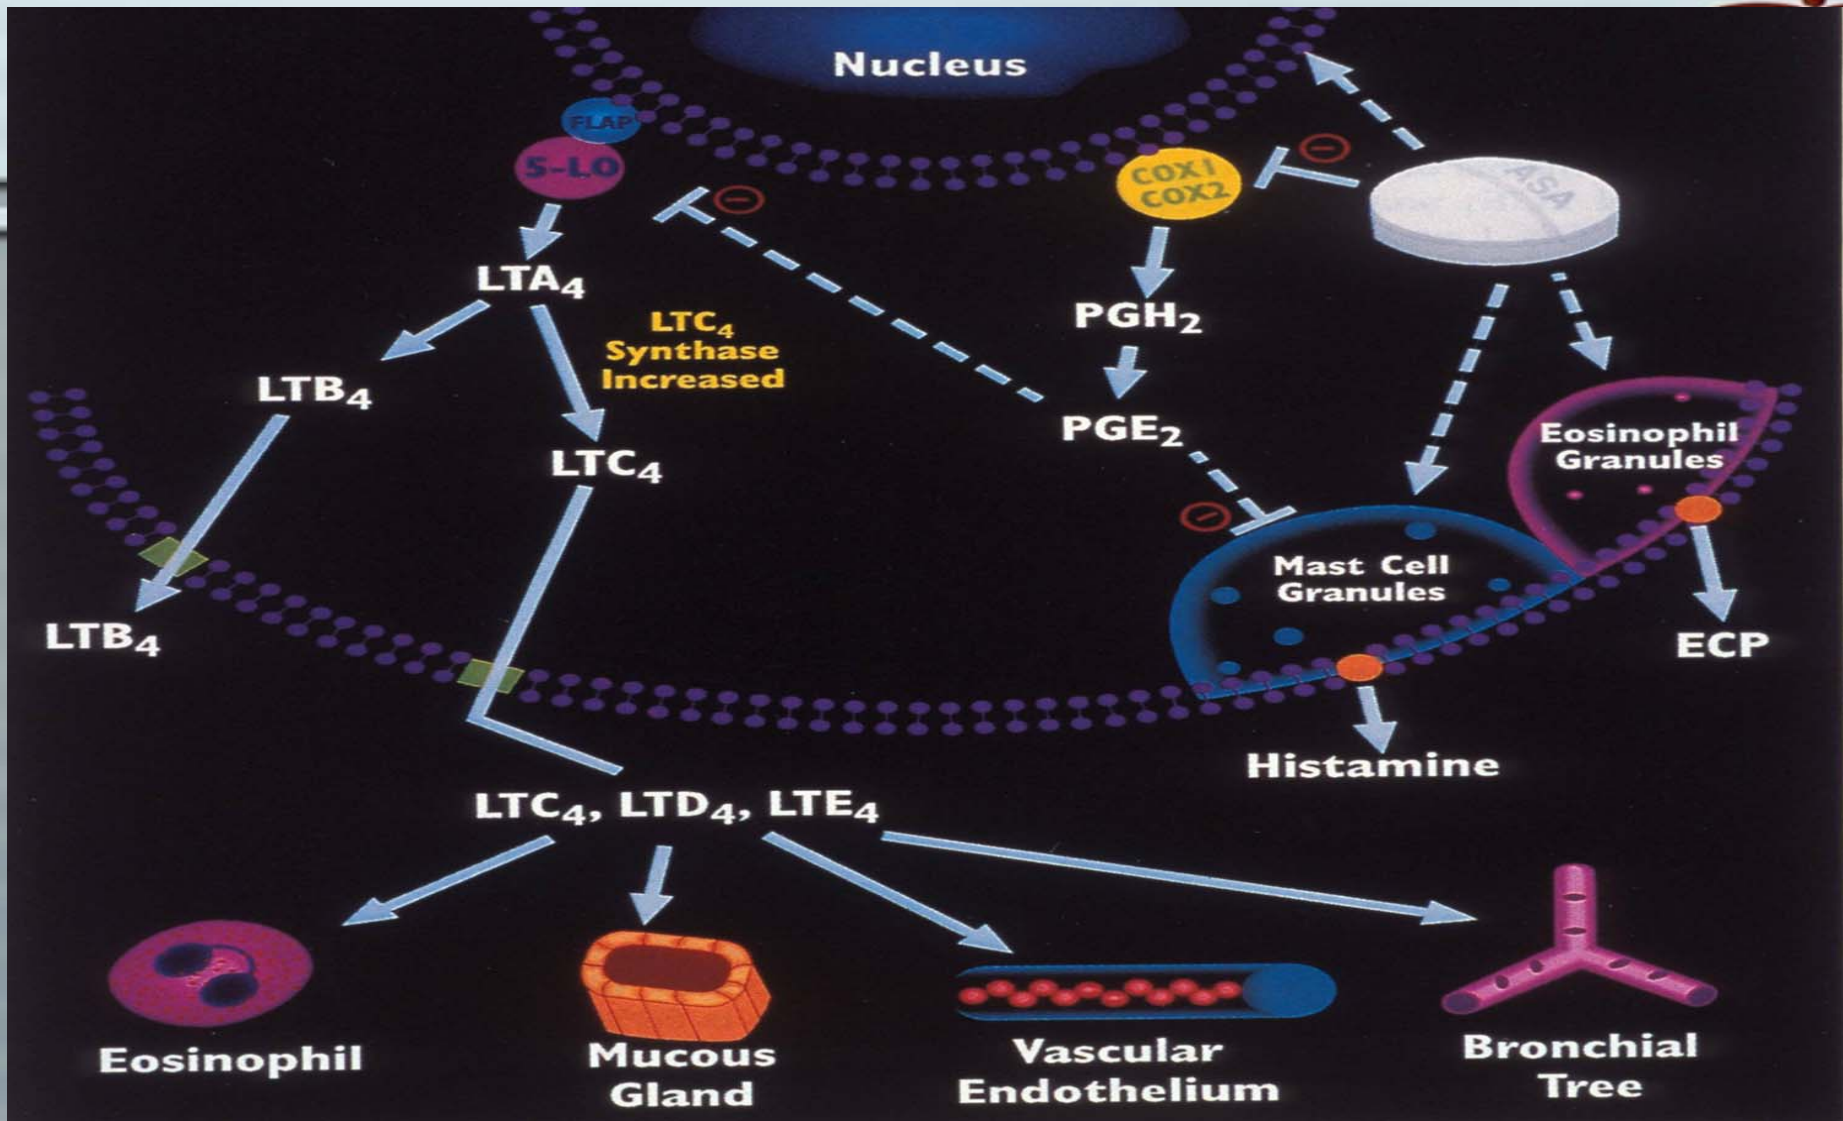 Nucleus
FLAP
5-LO
COX1
COX2
ASA
LTA4
LTC4
Synthase
Increased
PGH2
LTB4
PGE2
LTC4
Eosinophil
Granules
Mast Cell
Granules
LTB4
ECP
Histamine
LTC4, LTD4, LTE4
Eosinophil
Mucous
Gland
Vascular
Endothelium
Bronchial
Tree